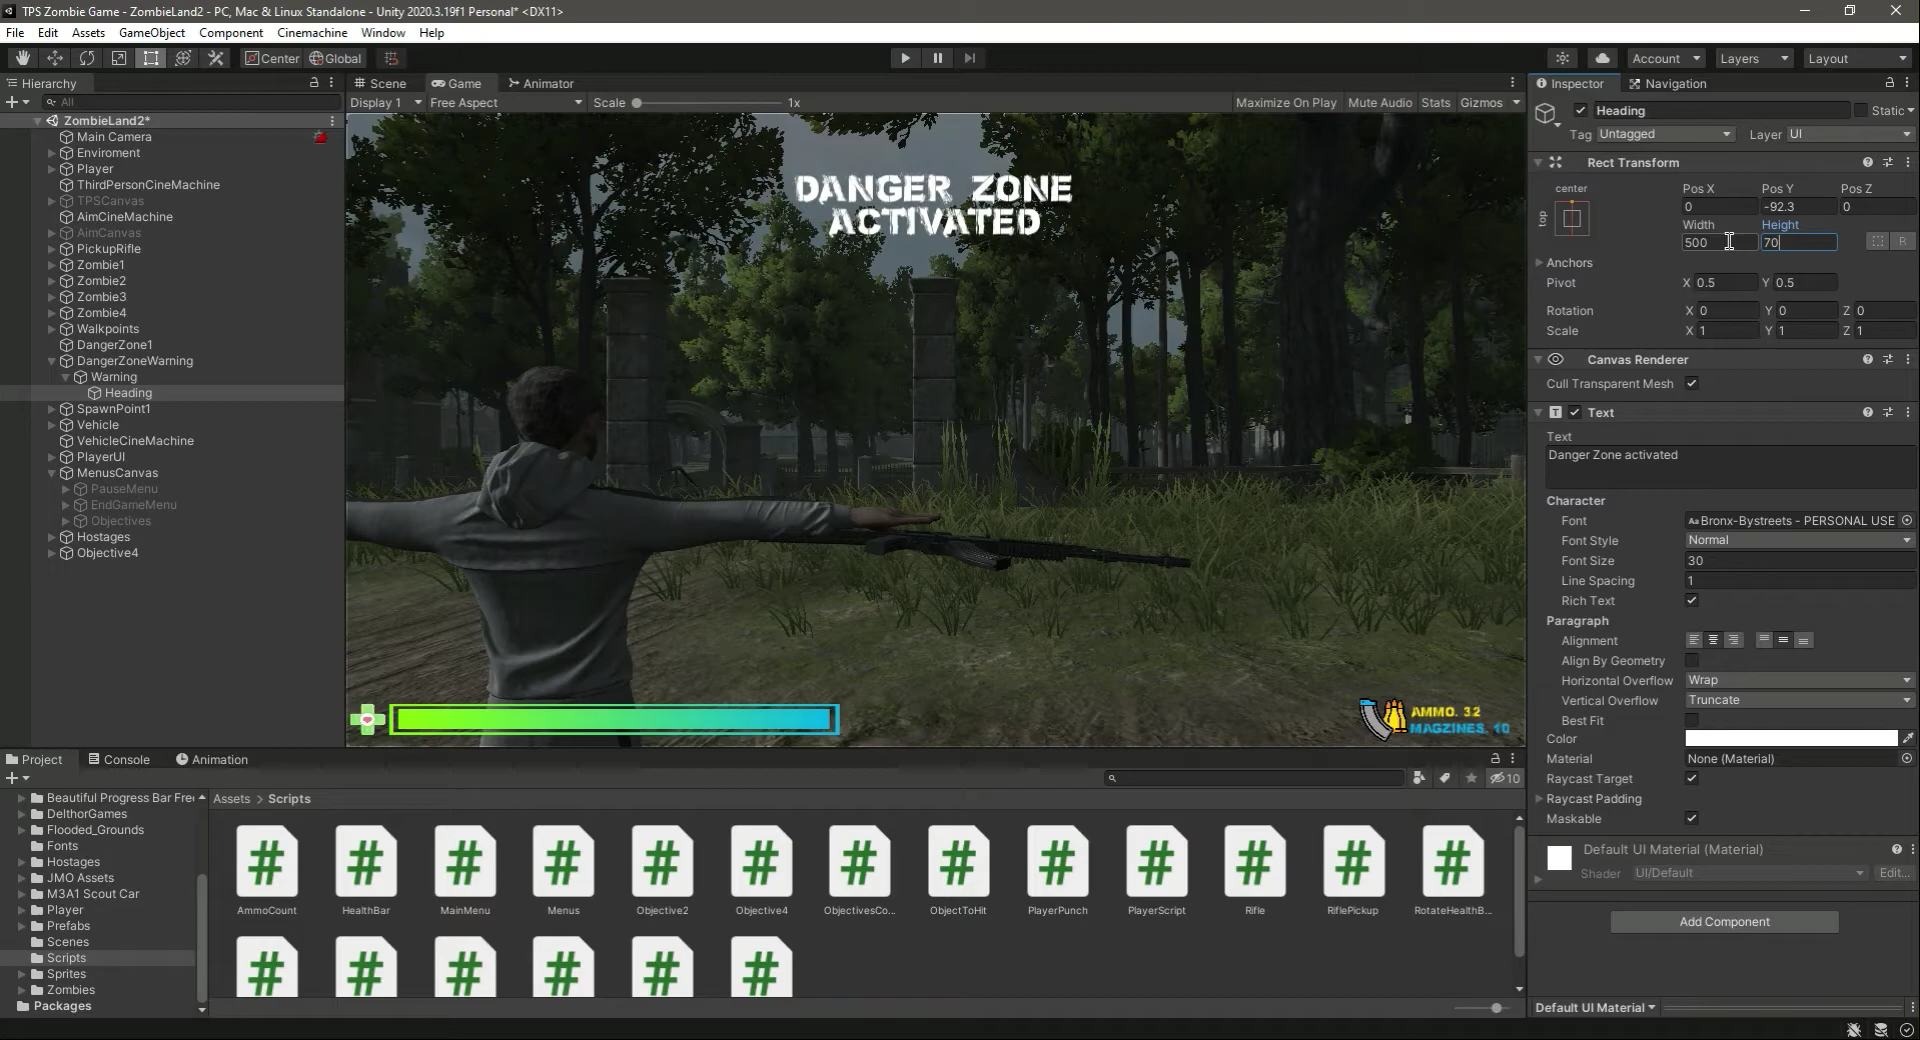 TPS Zombie Game - ZombieLand2 - PC, Mac & Linux Standalone - Unity 2020.3.19f1 Personal* <DX11>
File Edit Assets GameObject Component Cinemachine Window Help
Center Global Account Layers Layout
Hierarchy
All
ZombieLand2*
Main Camera
Enviroment
Player
ThirdPersonCineMachine
TPSCanvas
AimCineMachine
AimCanvas
PickupRifle
Zombie1
Zombie2
Zombie3
Zombie4
Walkpoints
DangerZone1
DangerZoneWarning
Warning
Heading
SpawnPoint1
Vehicle
VehicleCineMachine
PlayerUI
MenusCanvas
PauseMenu
EndGameMenu
Objectives
Hostages
Objective4
Scene Game Animator
Display 1 Free Aspect Scale 1x Maximize On Play Mute Audio Stats Gizmos
DANGER ZONE
ACTIVATED
AMMO. 32
MAGZINES. 10
Inspector Navigation
Heading Static
Tag Untagged Layer UI
Rect Transform
center
top
Pos X Pos Y Pos Z
0 -92.3 0
Width Height
500 70
R
Anchors
Pivot X 0.5 Y 0.5
Rotation X 0 Y 0 Z 0
Scale X 1 Y 1 Z 1
Canvas Renderer
Cull Transparent Mesh
Text
Text
Danger Zone activated
Character
Font Aa Bronx-Bystreets - PERSONAL USE
Font Style Normal
Font Size 30
Line Spacing 1
Rich Text
Paragraph
Alignment
Align By Geometry
Horizontal Overflow Wrap
Vertical Overflow Truncate
Best Fit
Color
Material None (Material)
Raycast Target
Raycast Padding
Maskable
Default UI Material (Material)
Shader UI/Default Edit...
Add Component
Default UI Material
Project Console Animation
10
Beautiful Progress Bar Fre
DelthorGames
Flooded_Grounds
Fonts
Hostages
JMO Assets
M3A1 Scout Car
Player
Prefabs
Scenes
Scripts
Sprites
Zombies
Packages
Assets > Scripts
AmmoCount HealthBar MainMenu Menus Objective2 Objective4 ObjectivesCo... ObjectToHit PlayerPunch PlayerScript Rifle RiflePickup RotateHealthB...